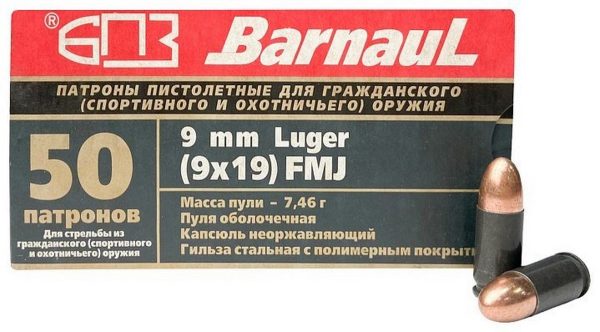 ® БПЗ Barnaul
ПАТРОНЫ ПИСТОЛЕТНЫЕ ДЛЯ ГРАЖДАНСКОГО
(СПОРТИВНОГО И ОХОТНИЧЬЕГО) ОРУЖИЯ
50
патронов
Для стрельбы из
гражданского (спортивного
и охотничьего) оружия
9 mm Luger
(9x19) FMJ
Масса пули – 7,46 г
Пуля оболочечная
Капсюль неоржавляющий
Гильза стальная с полимерным покрыти